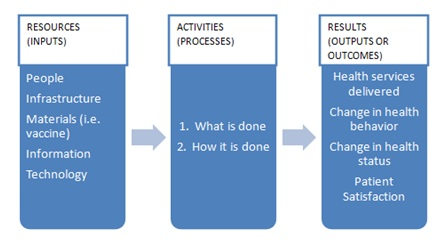 RESOURCES
(INPUTS)
People
Infrastructure
Materials (i.e.
vaccine)
Information
Technology
ACTIVITIES
(PROCESSES)
1. What is done
2. How it is done
RESULTS
(OUTPUTS OR
OUTCOMES)
Health services
delivered
Change in health
behavior
Change in health
status
Patient
Satisfaction